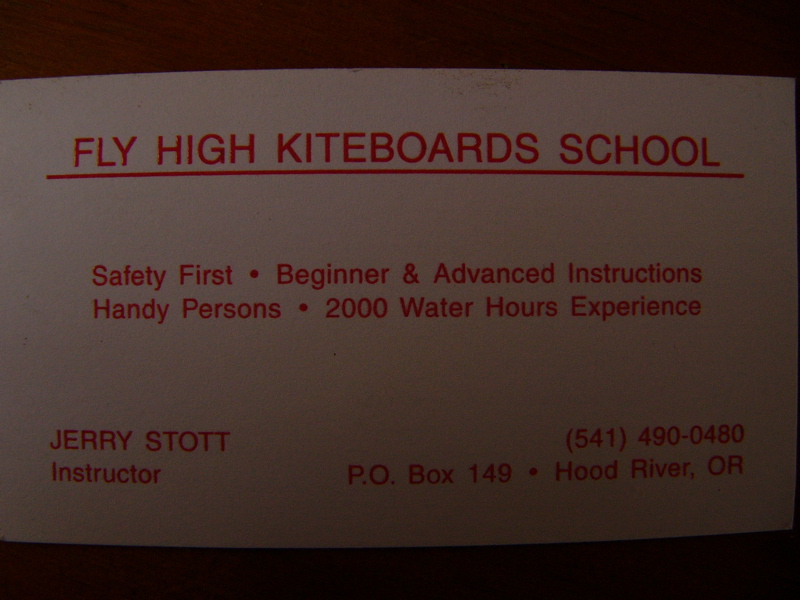 FLY HIGH KITEBOARDS SCHOOL
Safety First • Beginner & Advanced Instructions
Handy Persons • 2000 Water Hours Experience
JERRY STOTT
Instructor
(541) 490-0480
P.O. Box 149 • Hood River, OR